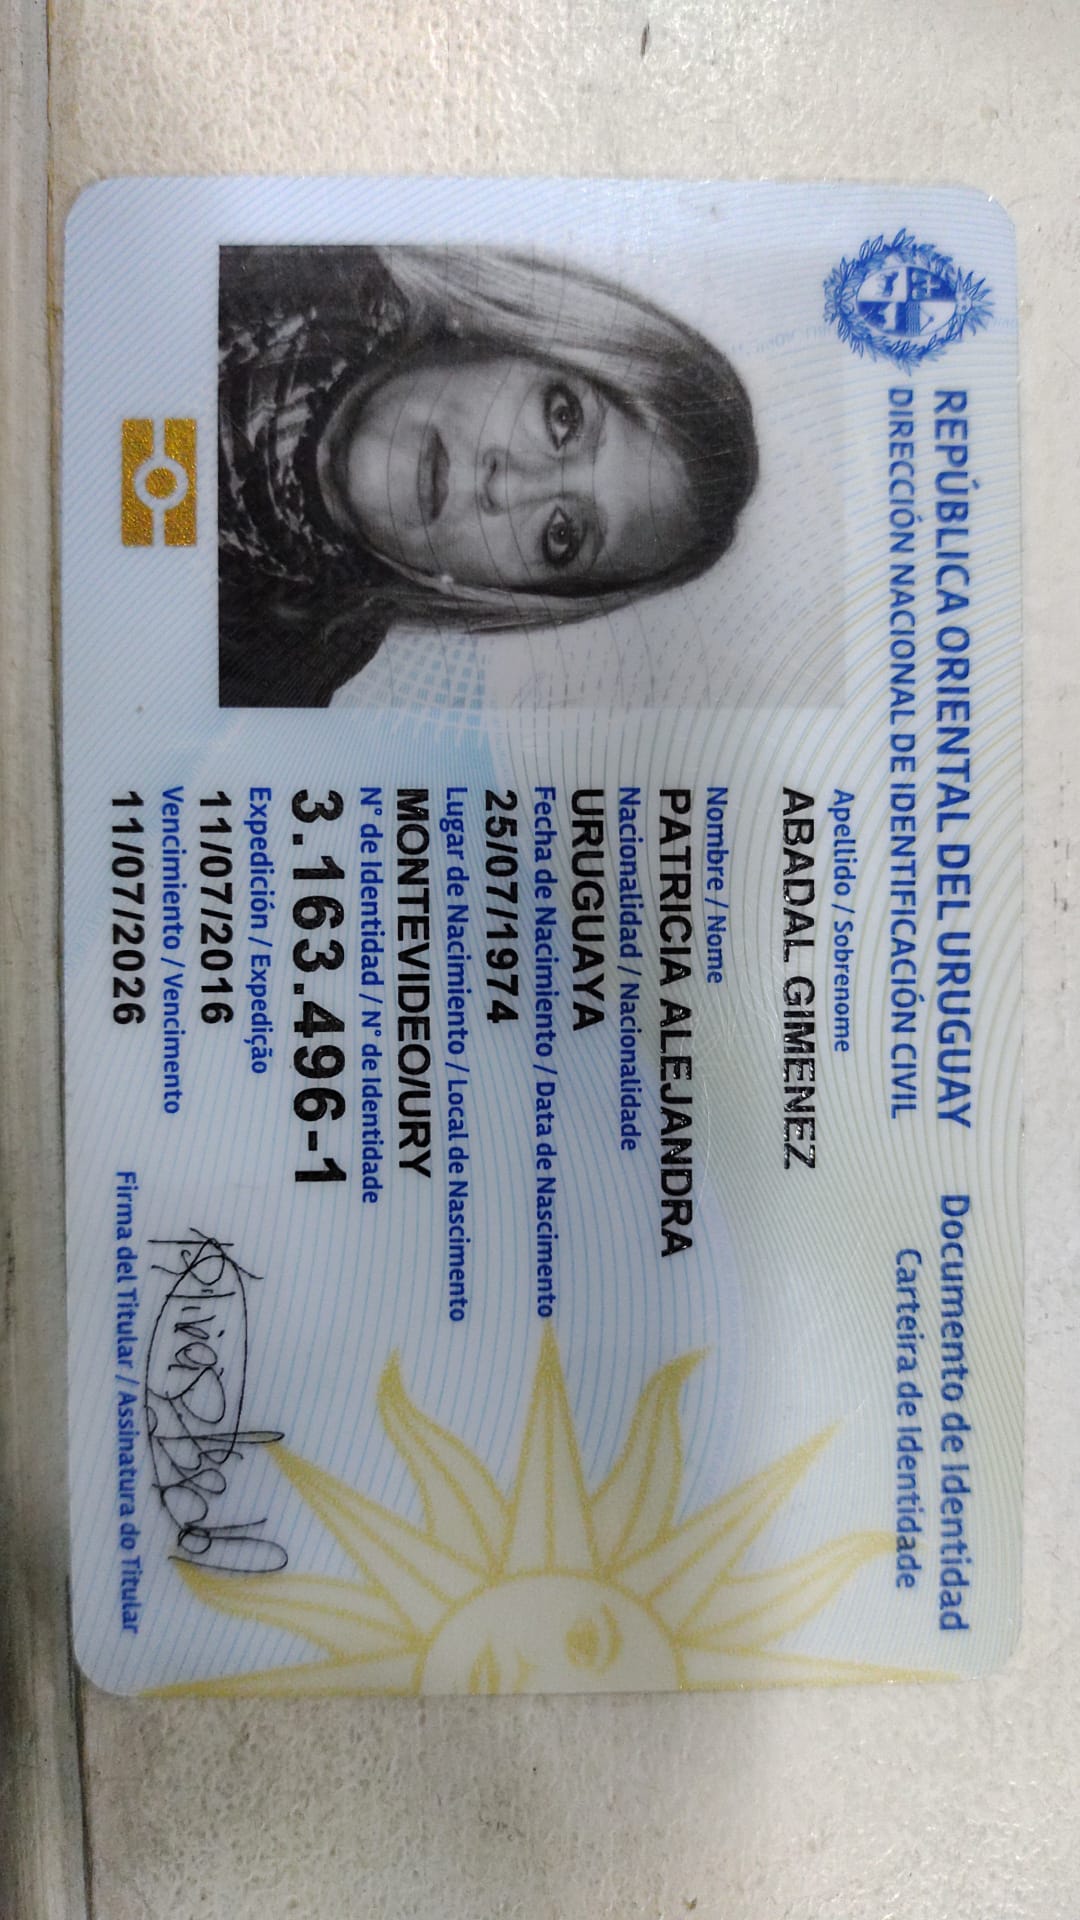 REPÚBLICA ORIENTAL DEL URUGUAY
Documento de Identidad
DIRECCIÓN NACIONAL DE IDENTIFICACIÓN CIVIL
Carteira de Identidade
Apellido / Sobrenome
ABADAL GIMENEZ
Nombre / Nome
PATRICIA ALEJANDRA
Nacionalidad / Nacionalidade
URUGUAYA
Fecha de Nacimiento / Data de Nascimento
25/07/1974
Lugar de Nacimiento / Local de Nascimento
MONTEVIDEO/URY
N° de Identidad / N° de Identidade
3.163.496-1
Expedición / Expedição
11/07/2016
Vencimiento / Vencimento
11/07/2026
Firma del Titular / Assinatura do Titular